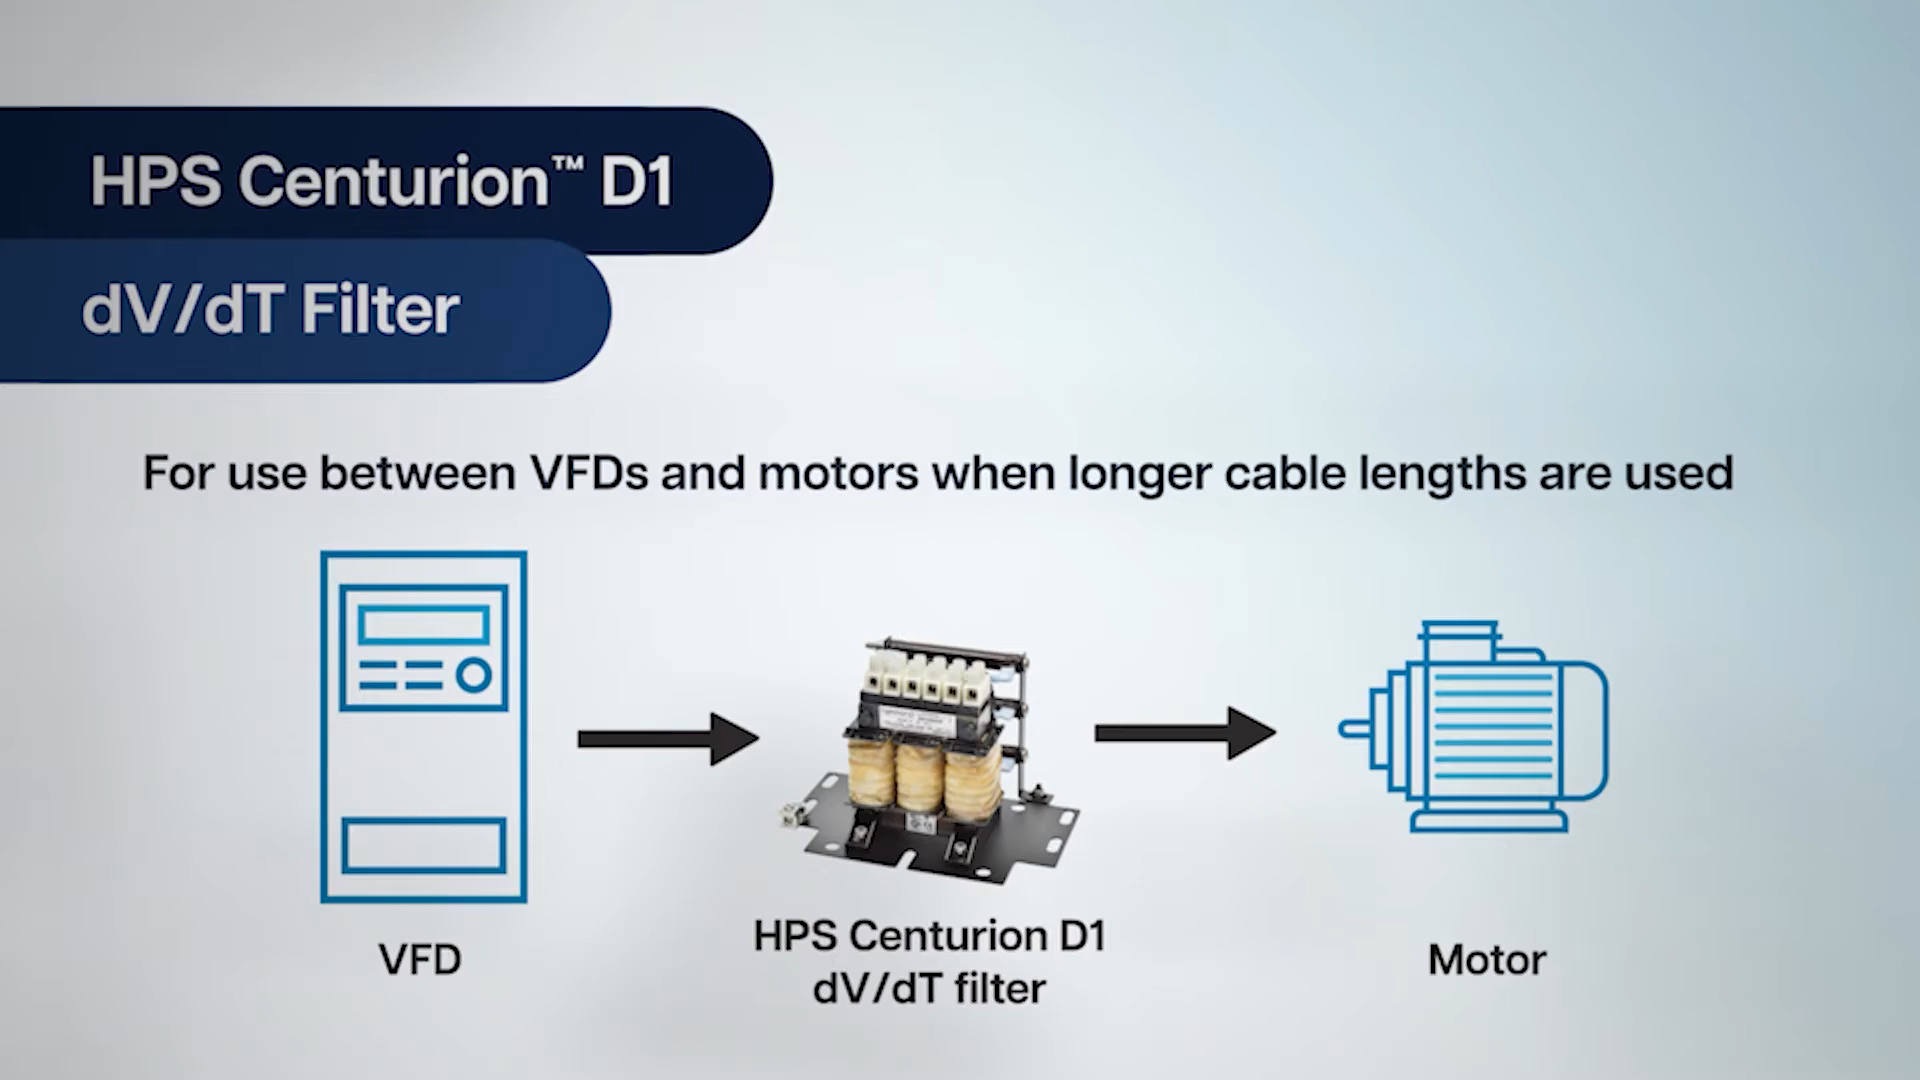 HPS Centurion™ D1
dV/dT Filter
For use between VFDs and motors when longer cable lengths are used
VFD
HPS Centurion D1
dV/dT filter
Motor